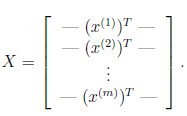 — (x⁽¹⁾)ᵀ —
— (x⁽²⁾)ᵀ —
X = ⋮ .
— (x⁽ᵐ⁾)ᵀ —